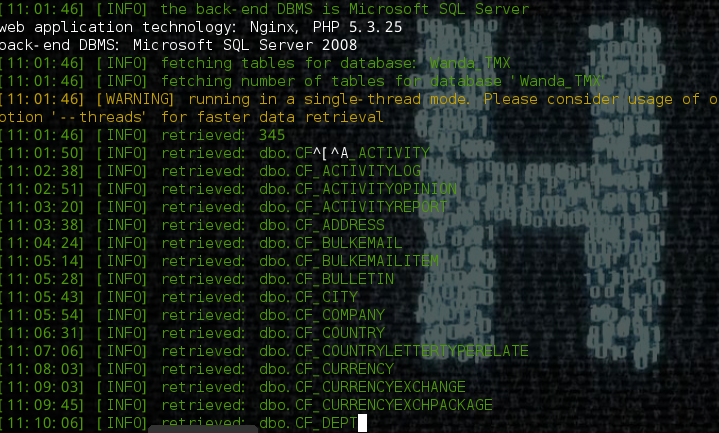 [11:01:46] [INFO] the back-end DBMS is Microsoft SQL Server
web application technology: Nginx, PHP 5.3.25
back-end DBMS: Microsoft SQL Server 2008
[11:01:46] [INFO] fetching tables for database: 'Wanda_TMX'
[11:01:46] [INFO] fetching number of tables for database 'Wanda_TMX'
[11:01:46] [WARNING] running in a single-thread mode. Please consider usage of o
ption '--threads' for faster data retrieval
[11:01:46] [INFO] retrieved: 345
[11:01:50] [INFO] retrieved: dbo.CF^[^A_ACTIVITY
[11:02:38] [INFO] retrieved: dbo.CF_ACTIVITYLOG
[11:02:51] [INFO] retrieved: dbo.CF_ACTIVITYOPINION
[11:03:20] [INFO] retrieved: dbo.CF_ACTIVITYREPORT
[11:03:38] [INFO] retrieved: dbo.CF_ADDRESS
[11:04:24] [INFO] retrieved: dbo.CF_BULKEMAIL
[11:05:14] [INFO] retrieved: dbo.CF_BULKEMAILITEM
[11:05:28] [INFO] retrieved: dbo.CF_BULLETIN
[11:05:43] [INFO] retrieved: dbo.CF_CITY
[11:05:54] [INFO] retrieved: dbo.CF_COMPANY
[11:06:31] [INFO] retrieved: dbo.CF_COUNTRY
[11:07:06] [INFO] retrieved: dbo.CF_COUNTRYLETTERTYPERELATE
[11:08:03] [INFO] retrieved: dbo.CF_CURRENCY
[11:09:03] [INFO] retrieved: dbo.CF_CURRENCYEXCHANGE
[11:09:45] [INFO] retrieved: dbo.CF_CURRENCYEXCHPACKAGE
[11:10:06] [INFO] retrieved: dbo.CF_DEPT